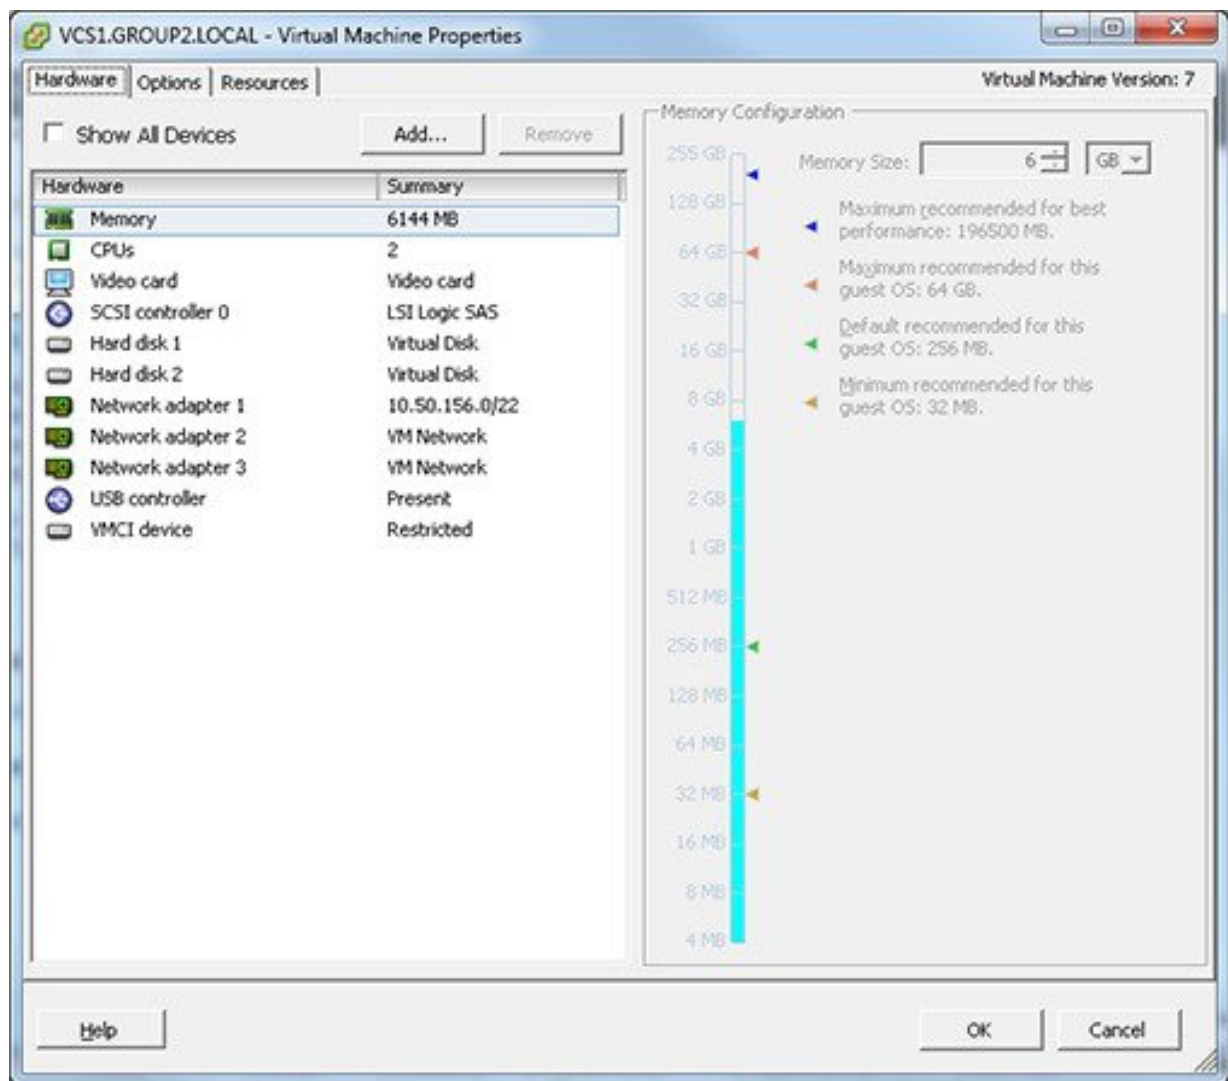 VCS1.GROUP2.LOCAL - Virtual Machine Properties
Hardware Options Resources Virtual Machine Version: 7
Show All Devices Add... Remove
Hardware Summary
Memory 6144 MB
CPUs 2
Video card Video card
SCSI controller 0 LSI Logic SAS
Hard disk 1 Virtual Disk
Hard disk 2 Virtual Disk
Network adapter 1 10.50.156.0/22
Network adapter 2 VM Network
Network adapter 3 VM Network
USB controller Present
VMCI device Restricted
Memory Configuration
255 GB
128 GB
64 GB
32 GB
16 GB
8 GB
4 GB
2 GB
1 GB
512 MB
256 MB
128 MB
64 MB
32 MB
16 MB
8 MB
4 MB
Memory Size: 6 GB
Maximum recommended for best
performance: 196500 MB.
Maximum recommended for this
guest OS: 64 GB.
Default recommended for this
guest OS: 256 MB.
Minimum recommended for this
guest OS: 32 MB.
Help OK Cancel